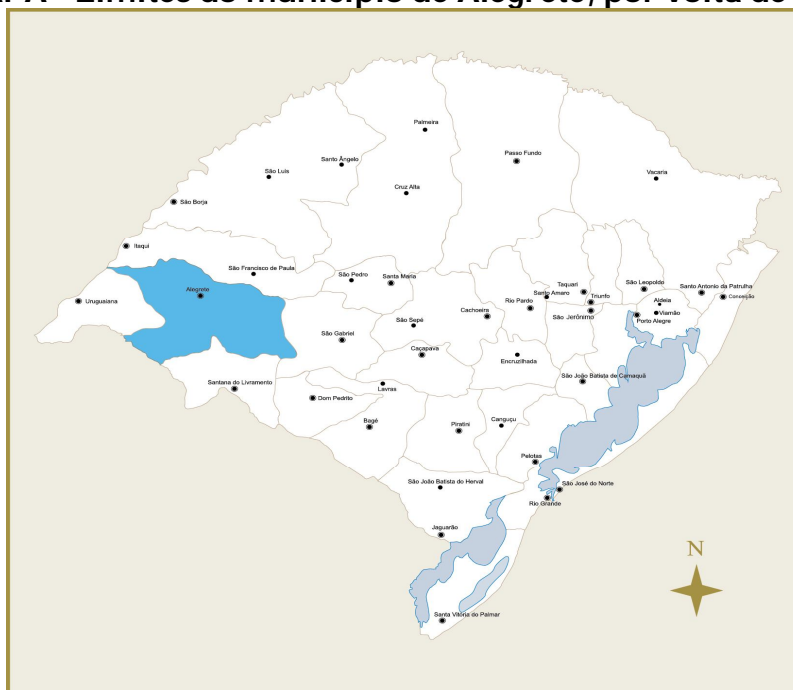 A - Limites do município de Alegrete, por volta de
Palmeira
Passo Fundo
Santo Ângelo
São Luís
Vacaria
Cruz Alta
São Borja
Itaqui
São Francisco de Paula
São Pedro
Santa Maria
Alegrete
Uruguaiana
Taquari
São Leopoldo
Santo Antonio da Patrulha
Santo Amaro
Conceição
Rio Pardo
Triunfo
Aldeia
Cachoeira
São Jerônimo
Viamão
Porto Alegre
São Sepé
São Gabriel
Caçapava
Encruzilhada
São João Batista de Camaquã
Santana do Livramento
Lavras
Dom Pedrito
Bagé
Piratini
Canguçu
Pelotas
São João Batista do Herval
São José do Norte
Rio Grande
Jaguarão
N
Santa Vitória do Palmar